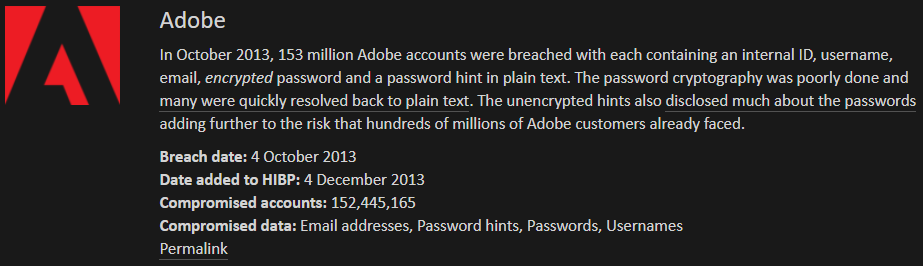 Adobe
In October 2013, 153 million Adobe accounts were breached with each containing an internal ID, username,
email, encrypted password and a password hint in plain text. The password cryptography was poorly done and
many were quickly resolved back to plain text. The unencrypted hints also disclosed much about the passwords
adding further to the risk that hundreds of millions of Adobe customers already faced.
Breach date: 4 October 2013
Date added to HIBP: 4 December 2013
Compromised accounts: 152,445,165
Compromised data: Email addresses, Password hints, Passwords, Usernames
Permalink